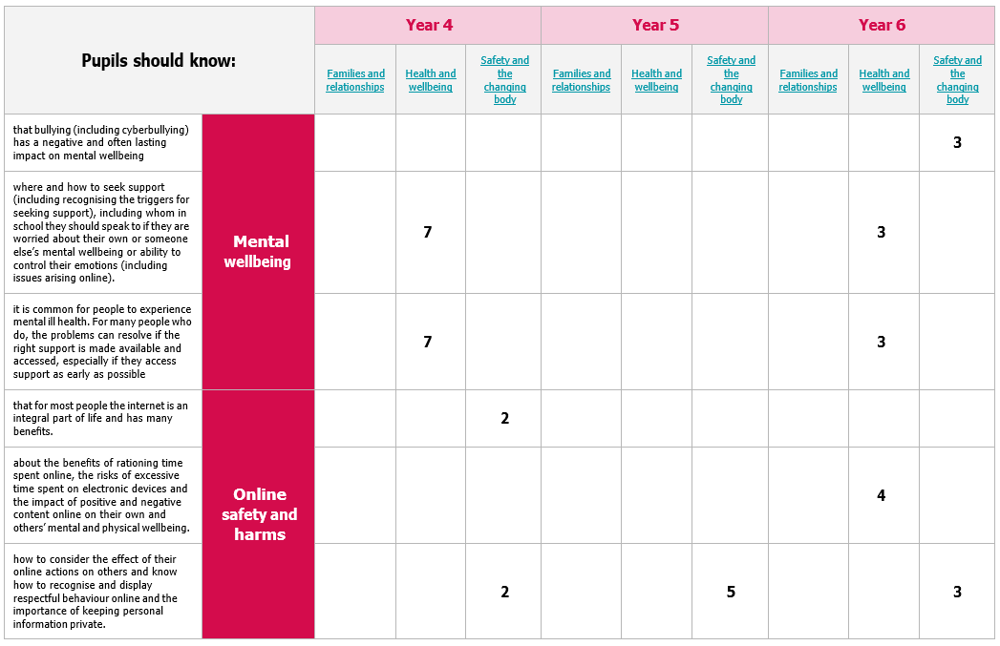 Pupils should know:
Year 4
Year 5
Year 6
Families and
relationships
Health and
wellbeing
Safety and
the
changing
body
Families and
relationships
Health and
wellbeing
Safety and
the
changing
body
Families and
relationships
Health and
wellbeing
Safety and
the
changing
body
that bullying (including cyberbullying)
has a negative and often lasting
impact on mental wellbeing
3
Mental
wellbeing
where and how to seek support
(including recognising the triggers for
seeking support), including whom in
school they should speak to if they are
worried about their own or someone
else’s mental wellbeing or ability to
control their emotions (including
issues arising online).
7
3
it is common for people to experience
mental ill health. For many people who
do, the problems can resolve if the
right support is made available and
accessed, especially if they access
support as early as possible
7
3
that for most people the internet is an
integral part of life and has many
benefits.
2
Online
safety and
harms
about the benefits of rationing time
spent online, the risks of excessive
time spent on electronic devices and
the impact of positive and negative
content online on their own and
others’ mental and physical wellbeing.
4
how to consider the effect of their
online actions on others and know
how to recognise and display
respectful behaviour online and the
importance of keeping personal
information private.
2
5
3